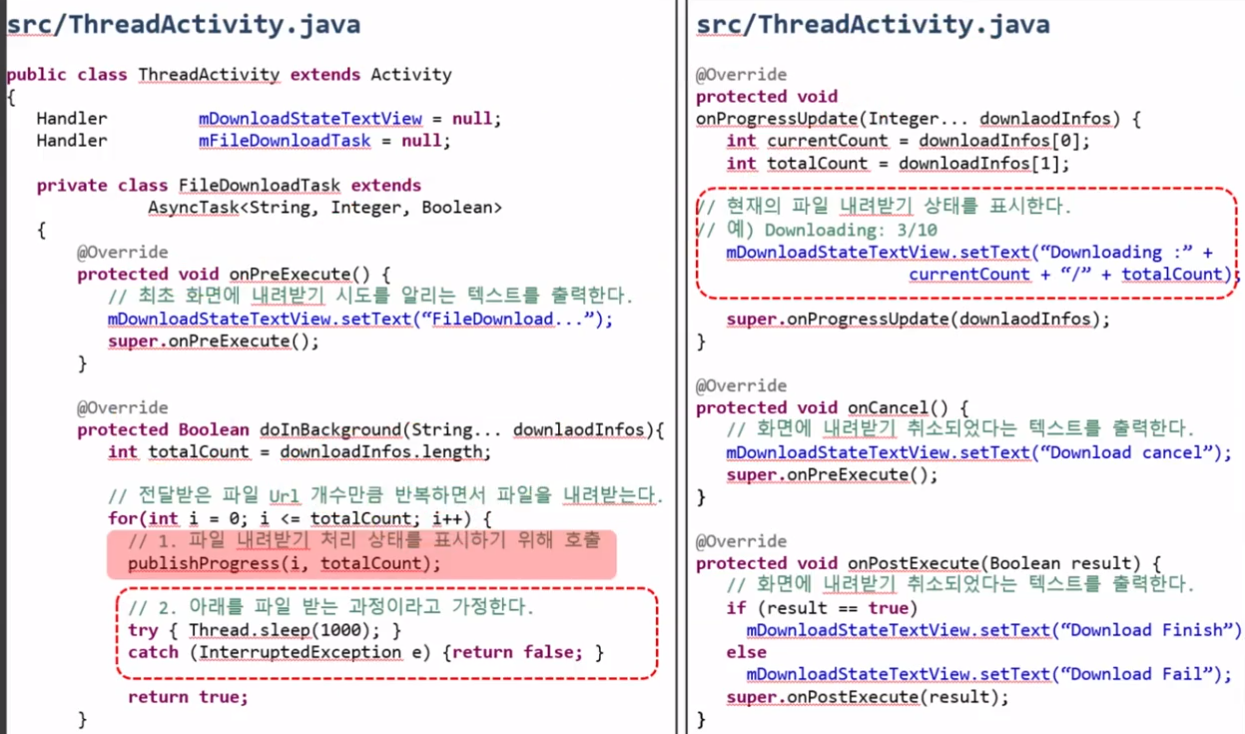 src/ThreadActivity.java
public class ThreadActivity extends Activity
{
Handler mDownloadStateTextView = null;
Handler mFileDownloadTask = null;
private class FileDownloadTask extends
AsyncTask<String, Integer, Boolean>
{
@Override
protected void onPreExecute() {
// 최초 화면에 내려받기 시도를 알리는 텍스트를 출력한다.
mDownloadStateTextView.setText(“FileDownload...”);
super.onPreExecute();
}
@Override
protected Boolean doInBackground(String... downlaodInfos){
int totalCount = downloadInfos.length;
// 전달받은 파일 Url 개수만큼 반복하면서 파일을 내려받는다.
for(int i = 0; i <= totalCount; i++) {
// 1. 파일 내려받기 처리 상태를 표시하기 위해 호출
publishProgress(i, totalCount);
// 2. 아래를 파일 받는 과정이라고 가정한다.
try { Thread.sleep(1000); }
catch (InterruptedException e) {return false; }
return true;
}
src/ThreadActivity.java
@Override
protected void
onProgressUpdate(Integer... downlaodInfos) {
int currentCount = downloadInfos[0];
int totalCount = downloadInfos[1];
// 현재의 파일 내려받기 상태를 표시한다.
// 예) Downloading: 3/10
mDownloadStateTextView.setText(“Downloading :” +
currentCount + “/” + totalCount);
super.onProgressUpdate(downlaodInfos);
}
@Override
protected void onCancel() {
// 화면에 내려받기 취소되었다는 텍스트를 출력한다.
mDownloadStateTextView.setText(“Download cancel”);
super.onPreExecute();
}
@Override
protected void onPostExecute(Boolean result) {
// 화면에 내려받기 취소되었다는 텍스트를 출력한다.
if (result == true)
mDownloadStateTextView.setText(“Download Finish”)
else
mDownloadStateTextView.setText(“Download Fail”);
super.onPostExecute(result);
}